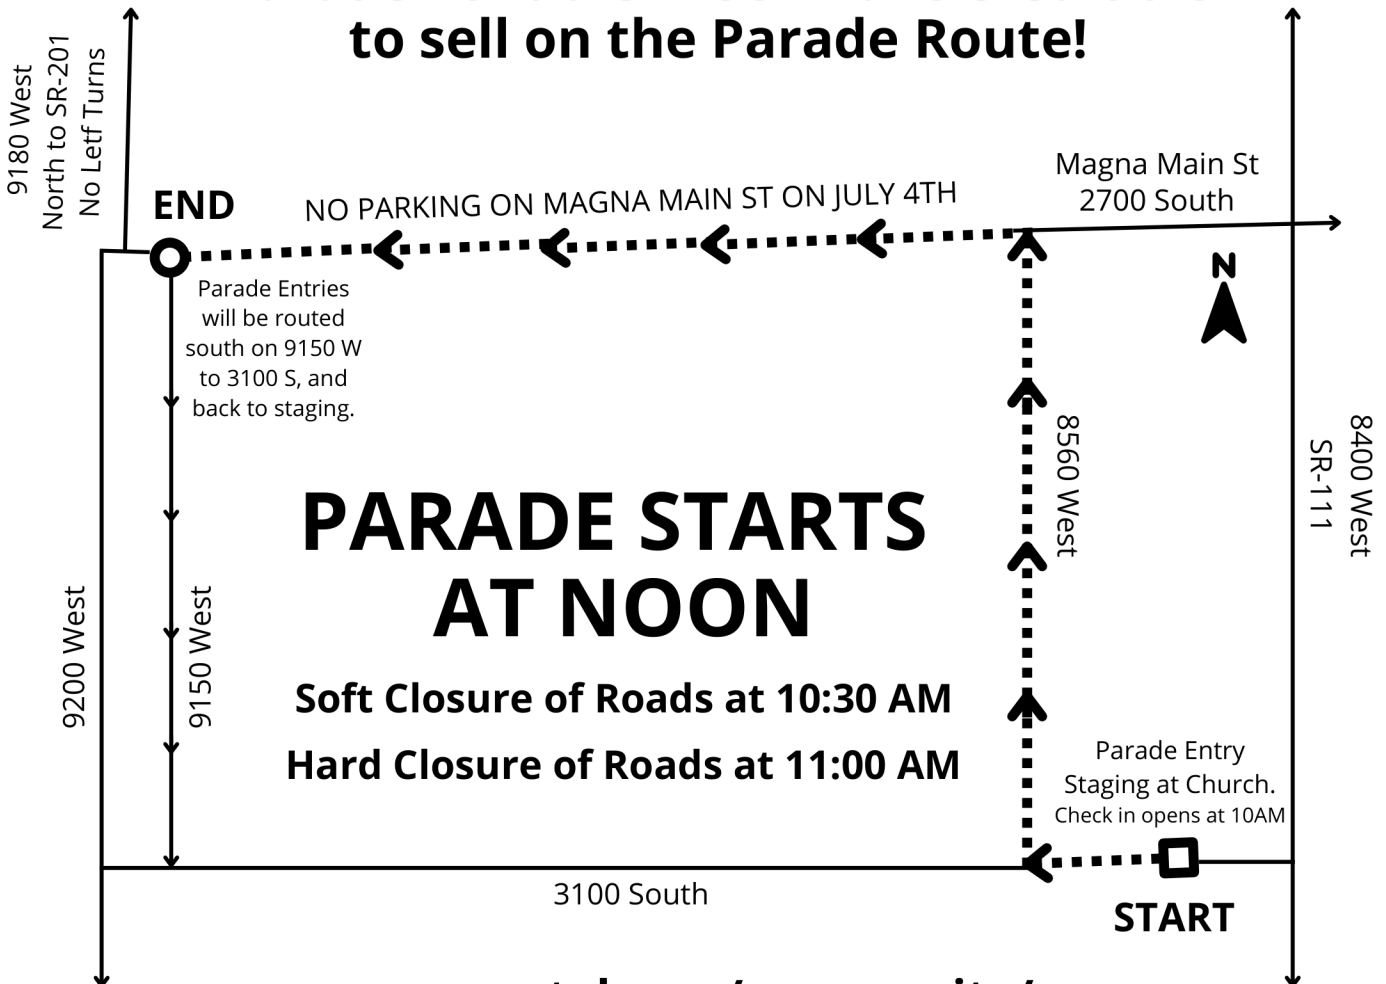 to sell on the Parade Route!
9180 West
North to SR-201
No Letf Turns
END
NO PARKING ON MAGNA MAIN ST ON JULY 4TH
Magna Main St
2700 South
N
Parade Entries
will be routed
south on 9150 W
to 3100 S, and
back to staging.
8560 West
8400 West
SR-111
PARADE STARTS
AT NOON
9200 West
9150 West
Soft Closure of Roads at 10:30 AM
Hard Closure of Roads at 11:00 AM
Parade Entry
Staging at Church.
Check in opens at 10AM
3100 South
START